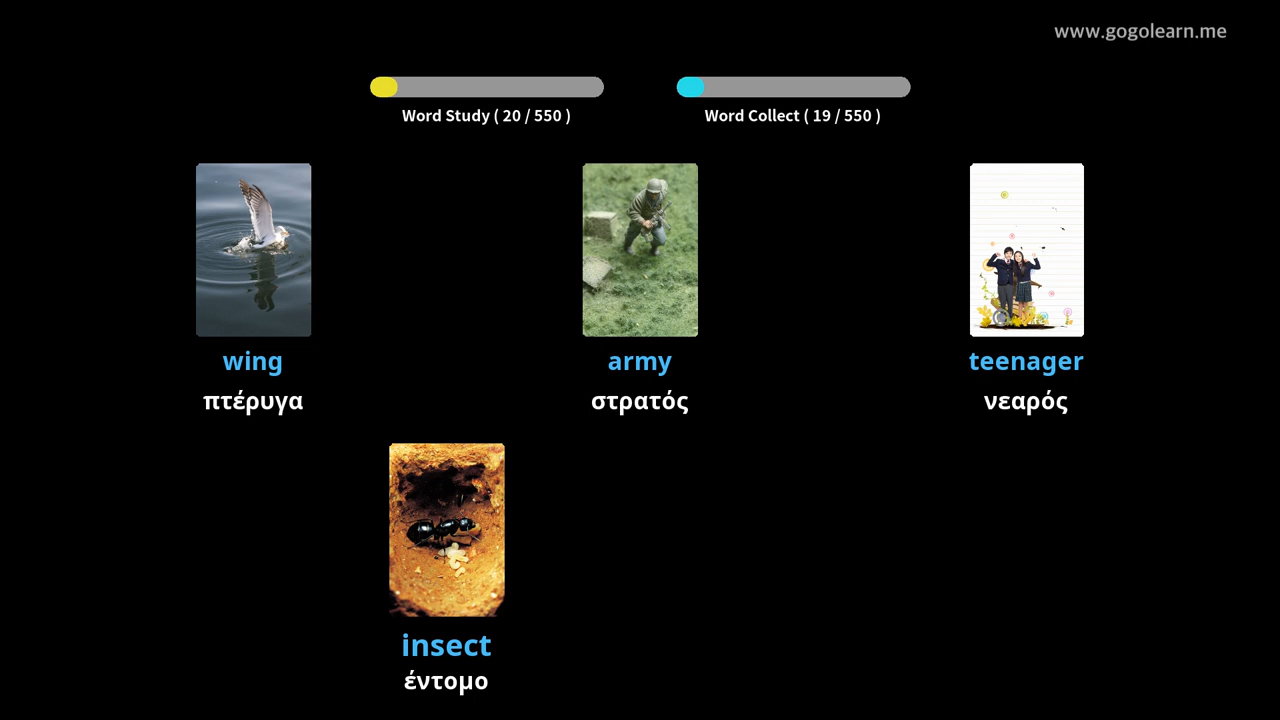 www.gogolearn.me
Word Study ( 20 / 550 )
Word Collect ( 19 / 550 )
wing
πτέρυγα
army
στρατός
teenager
νεαρός
insect
έντομο